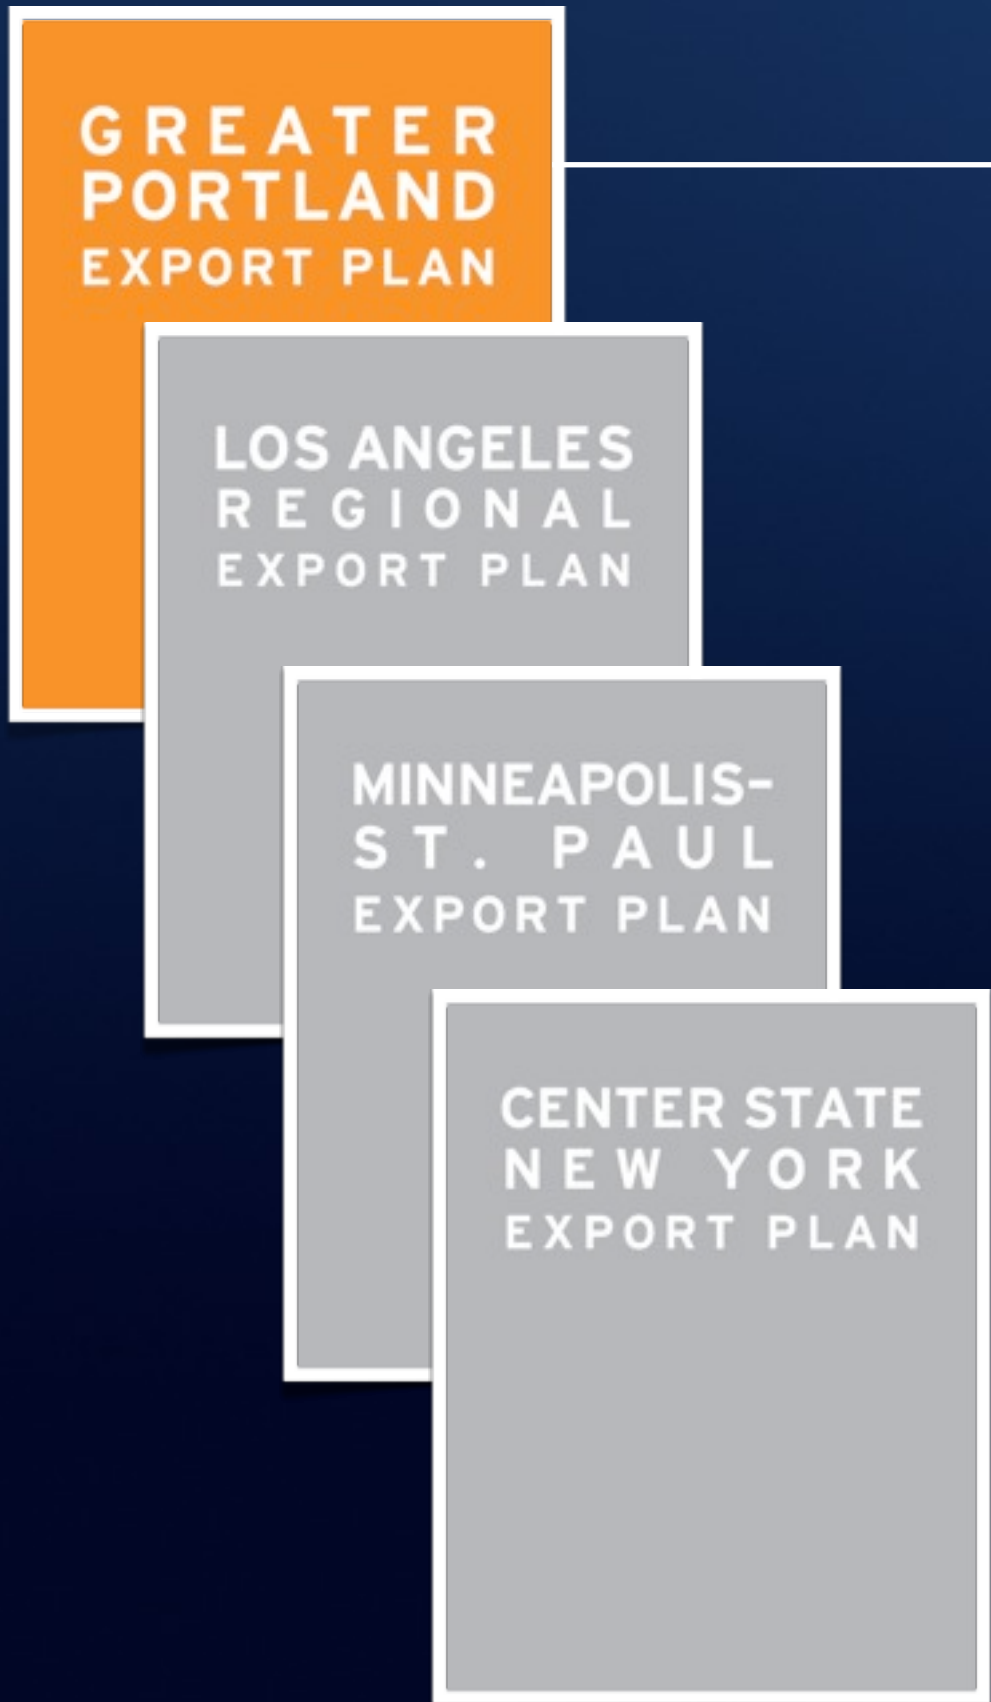 GREATER
PORTLAND
EXPORT PLAN
LOS ANGELES
REGIONAL
EXPORT PLAN
MINNEAPOLIS–
ST. PAUL
EXPORT PLAN
CENTER STATE
NEW YORK
EXPORT PLAN